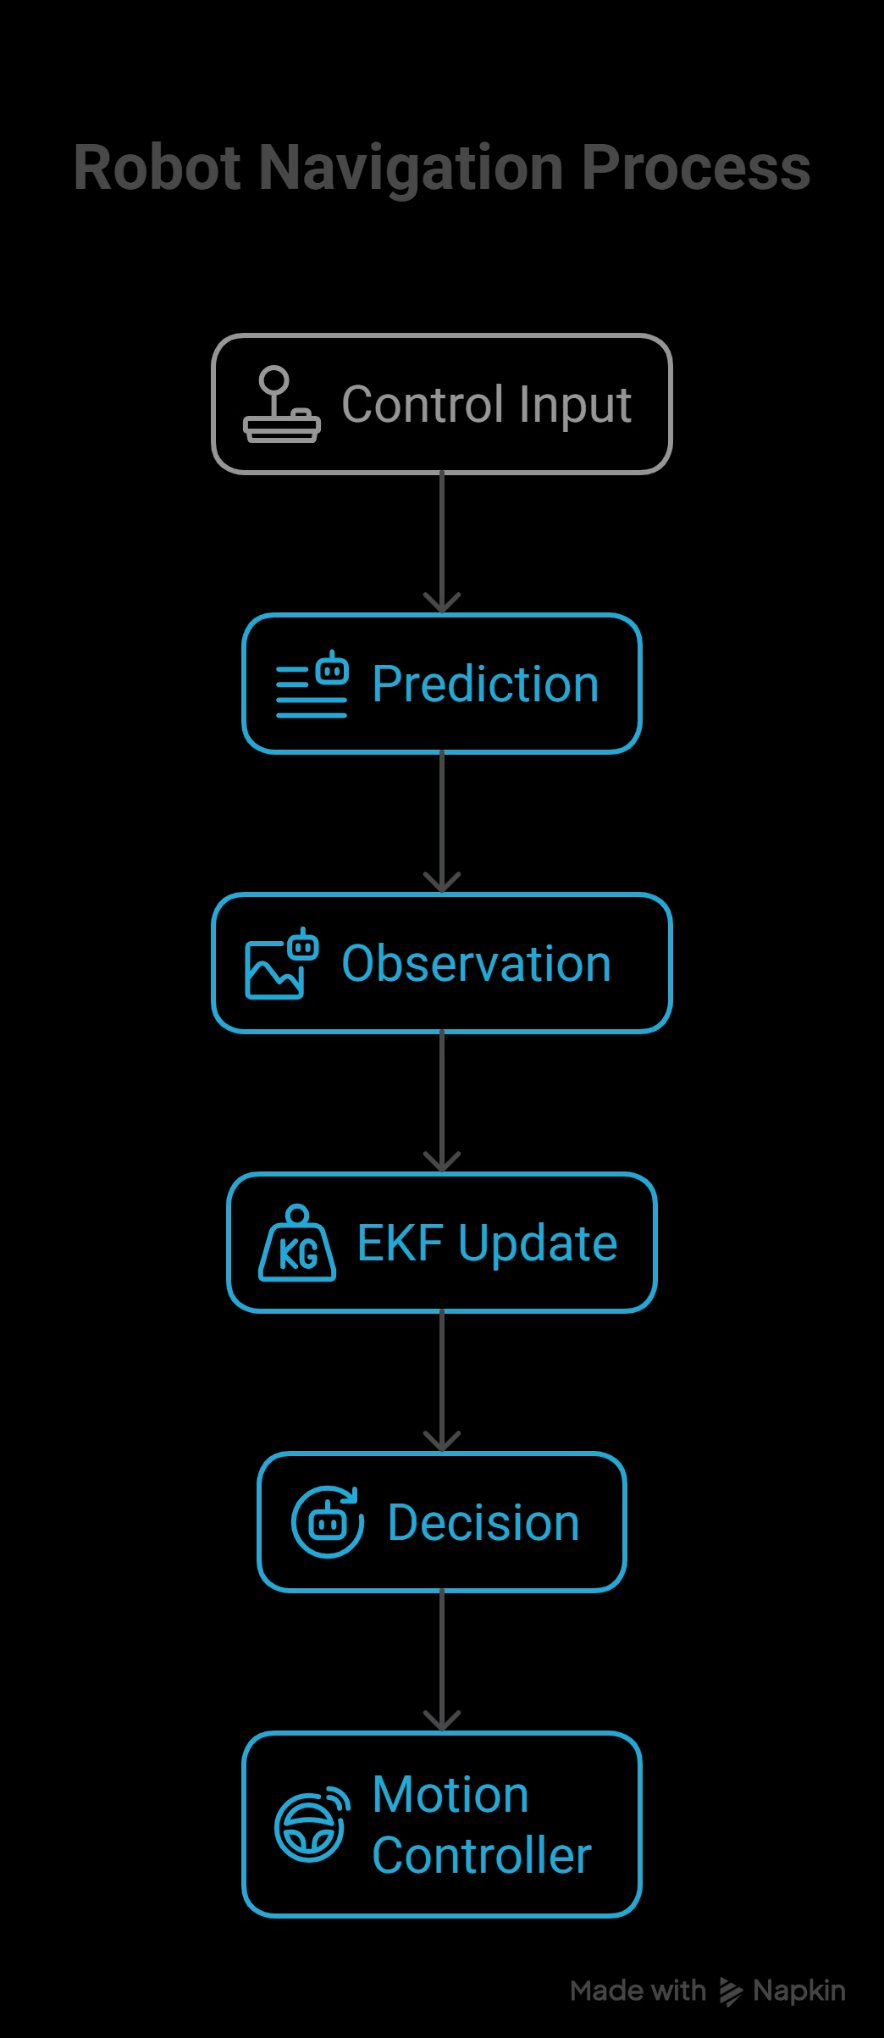 Robot Navigation Process
Control Input
Prediction
Observation
KG
EKF Update
Decision
Motion
Controller
Made with Napkin